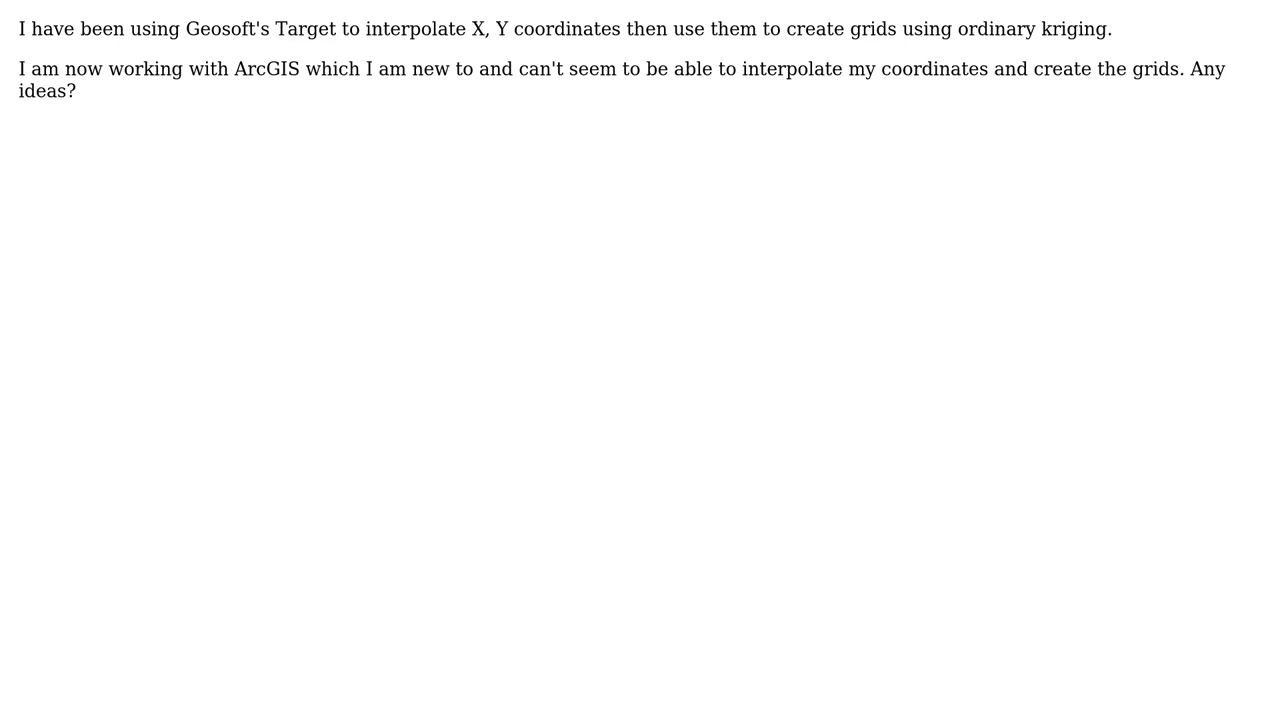 I have been using Geosoft's Target to interpolate X, Y coordinates then use them to create grids using ordinary kriging.
I am now working with ArcGIS which I am new to and can't seem to be able to interpolate my coordinates and create the grids. Any
ideas?